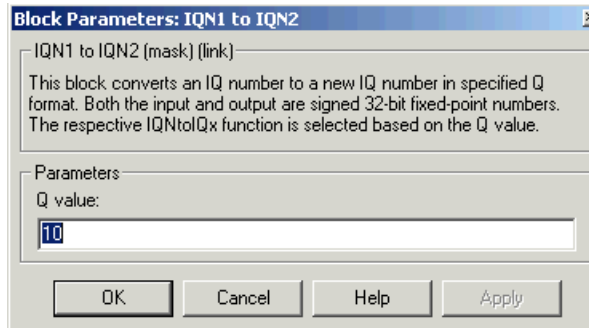 Block Parameters: IQN1 to IQN2
IQN1 to IQN2 (mask) (link)
This block converts an IQ number to a new IQ number in specified Q
format. Both the input and output are signed 32-bit fixed-point numbers.
The respective IQNtoIQx function is selected based on the Q value.
Parameters
Q value:
10
OK Cancel Help Apply